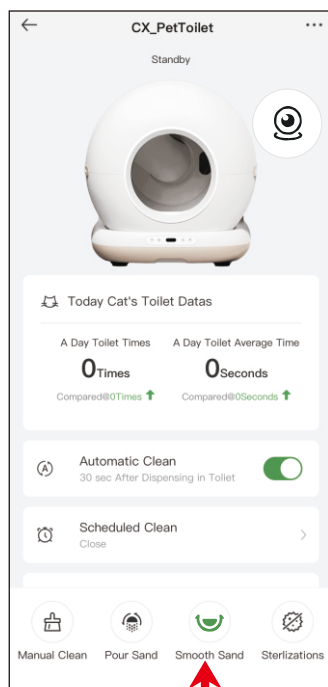 CX_PetToilet
Standby
Today Cat's Toilet Datas
A Day Toilet Times
A Day Toilet Average Time
0Times
0Seconds
Compared@0Times
Compared@0Seconds
Automatic Clean
30 sec After Dispensing in Toliet
Scheduled Clean
Close
Manual Clean
Pour Sand
Smooth Sand
Sterlizations